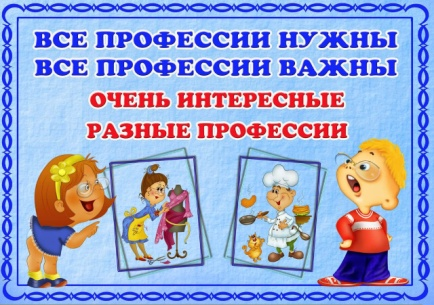 ВСЕ ПРОФЕССИИ НУЖНЫ
ВСЕ ПРОФЕССИИ ВАЖНЫ
ОЧЕНЬ ИНТЕРЕСНЫЕ
РАЗНЫЕ ПРОФЕССИИ